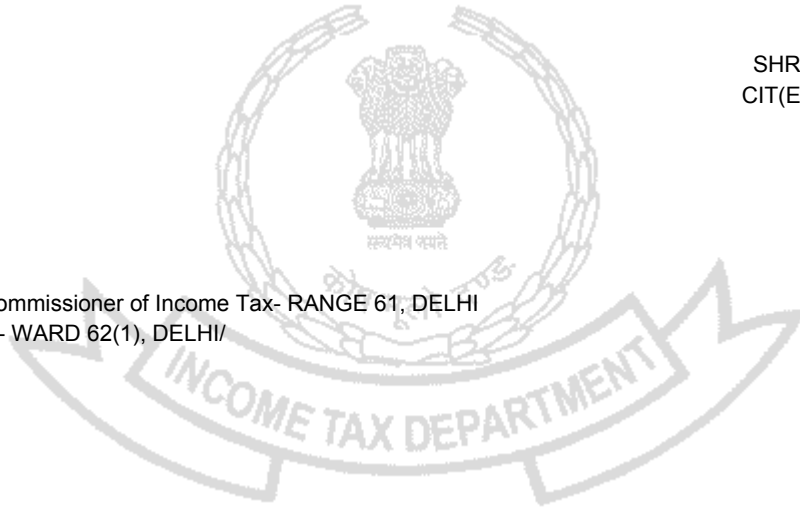 SHR
CIT(E
सत्यमेव जयते
ommissioner of Income Tax- RANGE 61, DELHI
- WARD 62(1), DELHI/
INCOME TAX DEPARTMENT